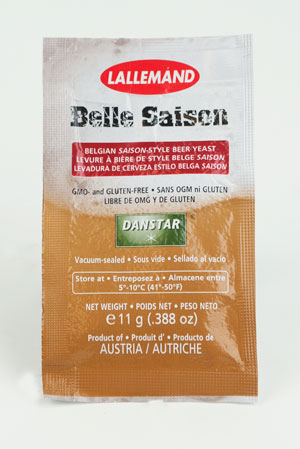 LALLEMAND
Belle Saison
BELGIAN SAISON-STYLE BEER YEAST
LEVURE À BIÈRE DE STYLE BELGE SAISON
LEVADURA DE CERVEZA ESTILO BELGA SAISON
GMO- and GLUTEN-FREE • SANS OGM ni GLUTEN
LIBRE DE OMG Y DE GLUTEN
DANSTAR
Vacuum-sealed • Sous vide • Sellado al vacío
Store at • Entreposez à • Almacene entre
5°-10°C (41°-50°F)
NET WEIGHT • POIDS NET • PESO NETO
℮ 11 g (.388 oz)
Product of • Produit d' • Producto de
AUSTRIA / AUTRICHE